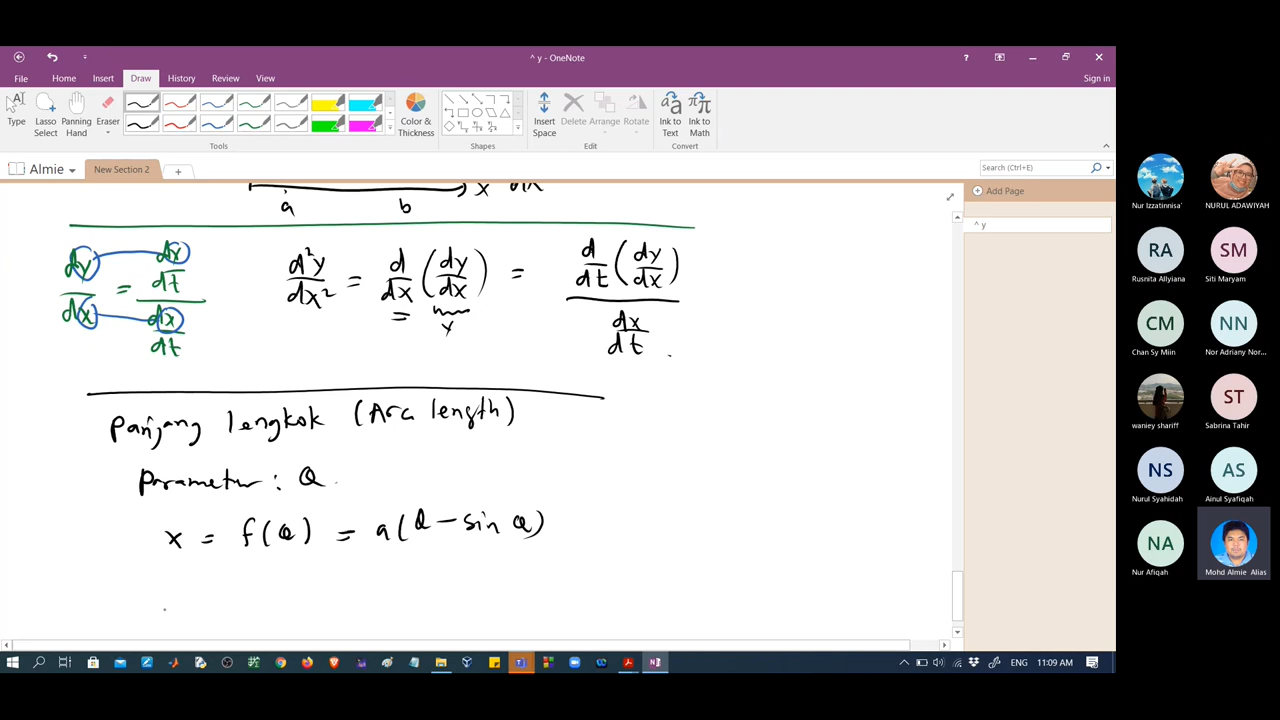 ^ y - OneNote
File Home Insert Draw History Review View
Sign in
Type
Lasso Select
Panning Hand
Eraser
Color & Thickness
Insert Space
Delete
Arrange
Rotate
Ink to Text
Ink to Math
Tools
Shapes
Edit
Convert
Almie
New Section 2
Search (Ctrl+E)
Add Page
^ y
a b x dx
dy/dx = (dx/dt)/(dx/dt)
d²y/dx² = d/dx (dy/dx) = (d/dt (dy/dx))/(dx/dt)
= y
Panjang lengkok (Arc length)
Parameter : θ
x = f(θ) = a(θ - sin θ)
Nur Izzatinnisa'
NURUL ADAWIYAH
RA
SM
Rusnita Allyiana
Siti Maryam
CM
NN
Chan Sy Miin
Nor Adriany Nor...
ST
waniey shariff
Sabrina Tahir
NS
AS
Nurul Syahidah
Ainul Syafiqah
NA
Nur Afiqah
Mohd Almie Alias
ENG
11:09 AM